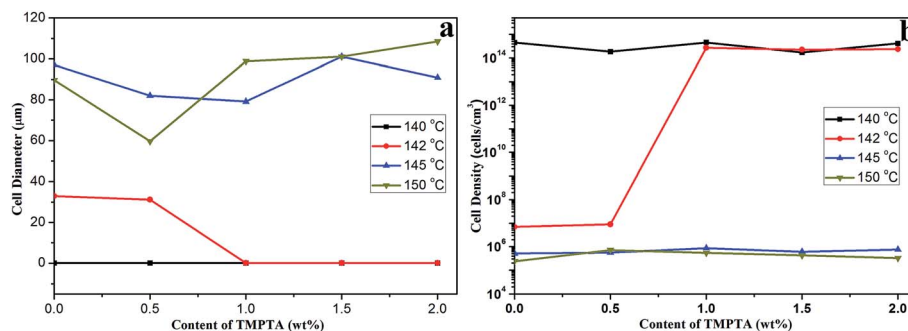 a
120
100
80
60
40
20
0
Cell Diameter (μm)
140 °C
142 °C
145 °C
150 °C
0.0 0.5 1.0 1.5 2.0
Content of TMPTA (wt%)
10^14
10^12
10^10
10^8
10^6
10^4
Cell Density (cells/cm^3)
140 °C
142 °C
145 °C
150 °C
0.0 0.5 1.0 1.5 2.0
Content of TMPTA (wt%)